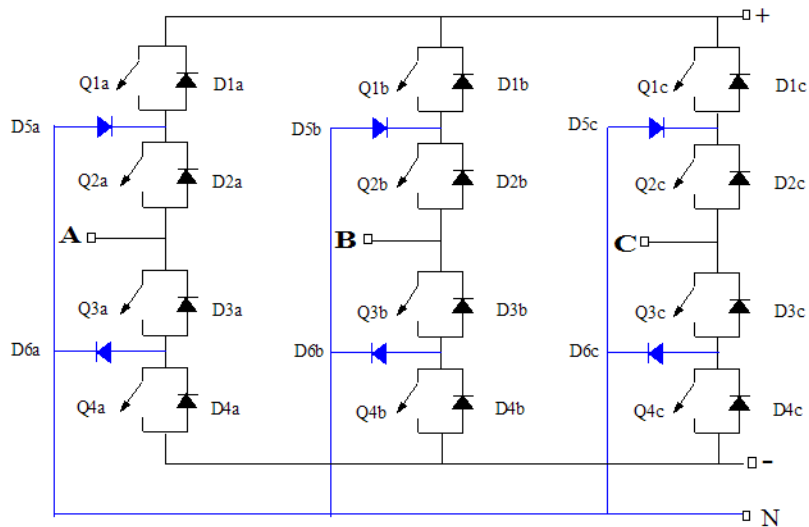 +
Q1a D1a Q1b D1b Q1c D1c
D5a D5b D5c
Q2a D2a Q2b D2b Q2c D2c
A B C
Q3a D3a Q3b D3b Q3c D3c
D6a D6b D6c
Q4a D4a Q4b D4b Q4c D4c
-
N